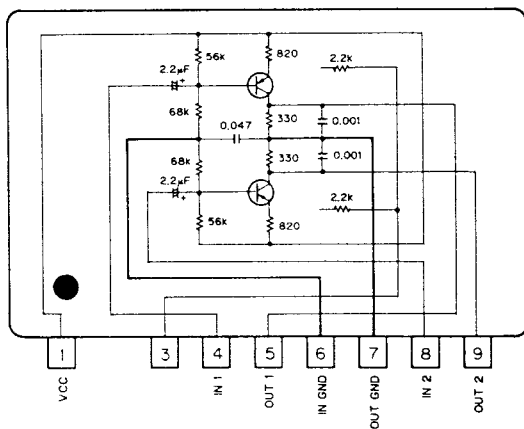 56k
820
2.2k
2.2µF
+
68k
0.047
330
0.001
68k
330
0.001
2.2µF
+
56k
820
2.2k
1
3
4
5
6
7
8
9
VCC
IN 1
OUT 1
IN GND
OUT GND
IN 2
OUT 2